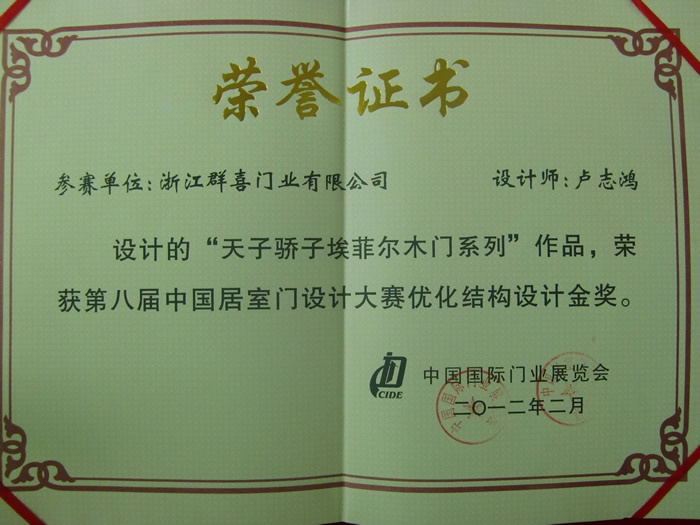 荣誉证书
参赛单位：浙江群喜门业有限公司 设计师：卢志鸿
设计的“天子骄子埃菲尔木门系列”作品，荣
获第八届中国居室门设计大赛优化结构设计金奖。
CIDE 中国国际门业展览会
二〇一二年二月